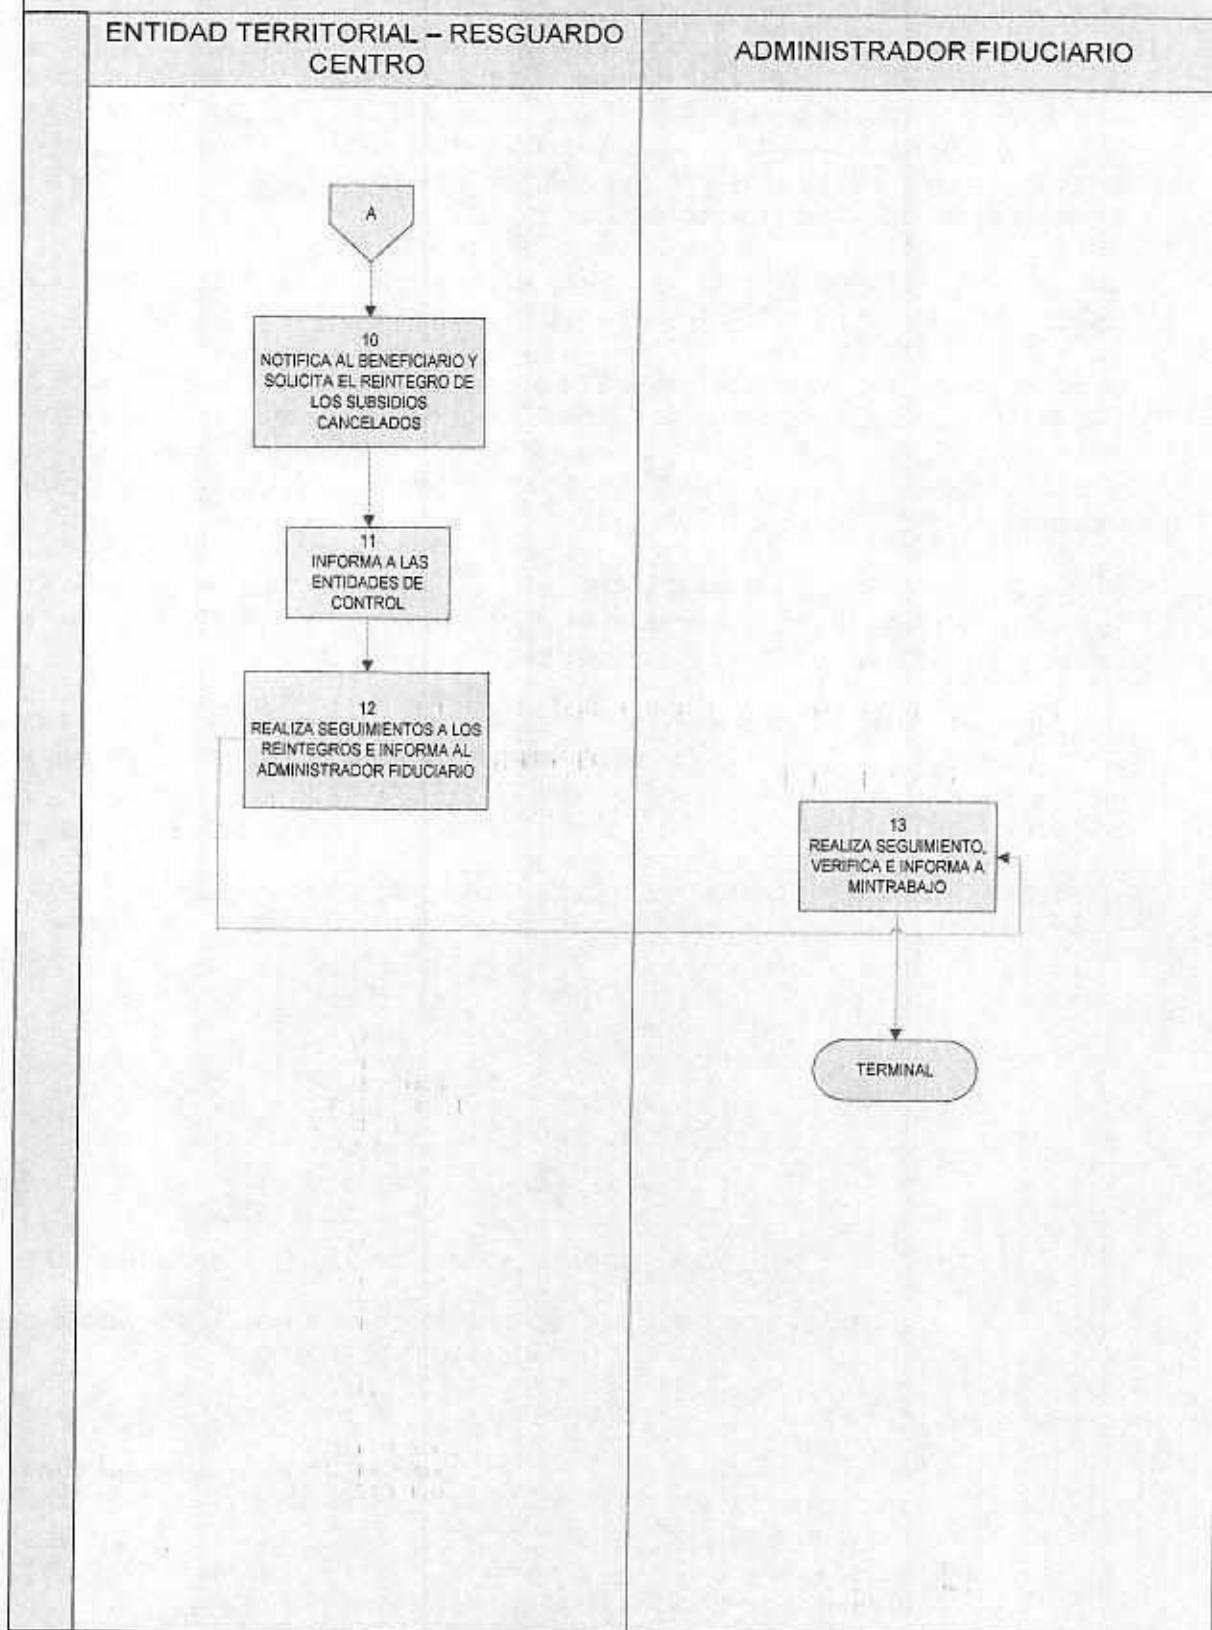 ENTIDAD TERRITORIAL – RESGUARDO
CENTRO
ADMINISTRADOR FIDUCIARIO
A
10
NOTIFICA AL BENEFICIARIO Y
SOLICITA EL REINTEGRO DE
LOS SUBSIDIOS
CANCELADOS
11
INFORMA A LAS
ENTIDADES DE
CONTROL
12
REALIZA SEGUIMIENTOS A LOS
REINTEGROS E INFORMA AL
ADMINISTRADOR FIDUCIARIO
13
REALIZA SEGUIMIENTO,
VERIFICA E INFORMA A
MINTRABAJO
TERMINAL